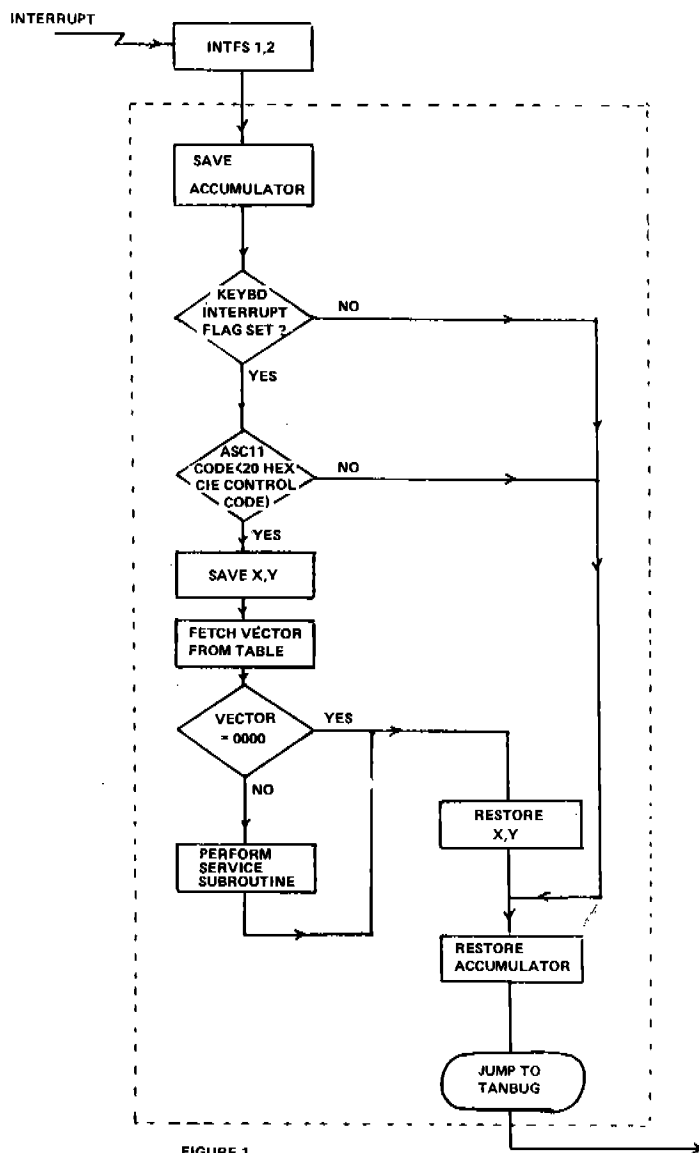 INTERRUPT
INTFS 1,2
SAVE
ACCUMULATOR
KEYBD
INTERRUPT
FLAG SET ?
NO
YES
ASC11
CODE<20 HEX
CIE CONTROL
CODE)
NO
YES
SAVE X,Y
FETCH VECTOR
FROM TABLE
VECTOR
= 0000
YES
NO
PERFORM
SERVICE
SUBROUTINE
RESTORE
X,Y
RESTORE
ACCUMULATOR
JUMP TO
TANBUG
FIGURE 1